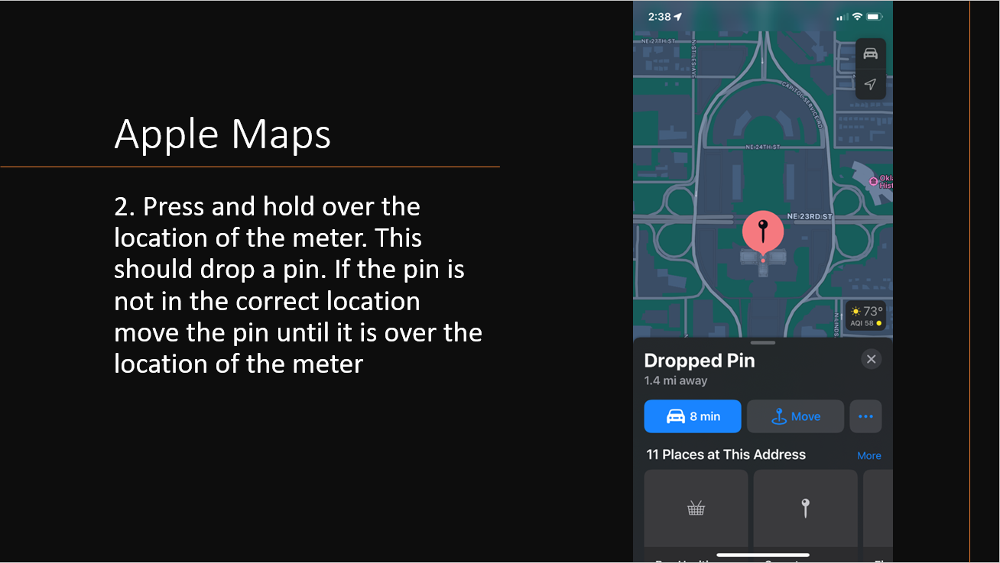 Apple Maps
2. Press and hold over the
location of the meter. This
should drop a pin. If the pin is
not in the correct location
move the pin until it is over the
location of the meter
2:38
NE 27TH ST
N STILES AVE
CAPITOL SERVICE RD
NE 24TH ST
Okl
Hist
NE 23RD ST
N LINDS
73°
AQI 58
Dropped Pin
1.4 mi away
8 min
Move
11 Places at This Address
More